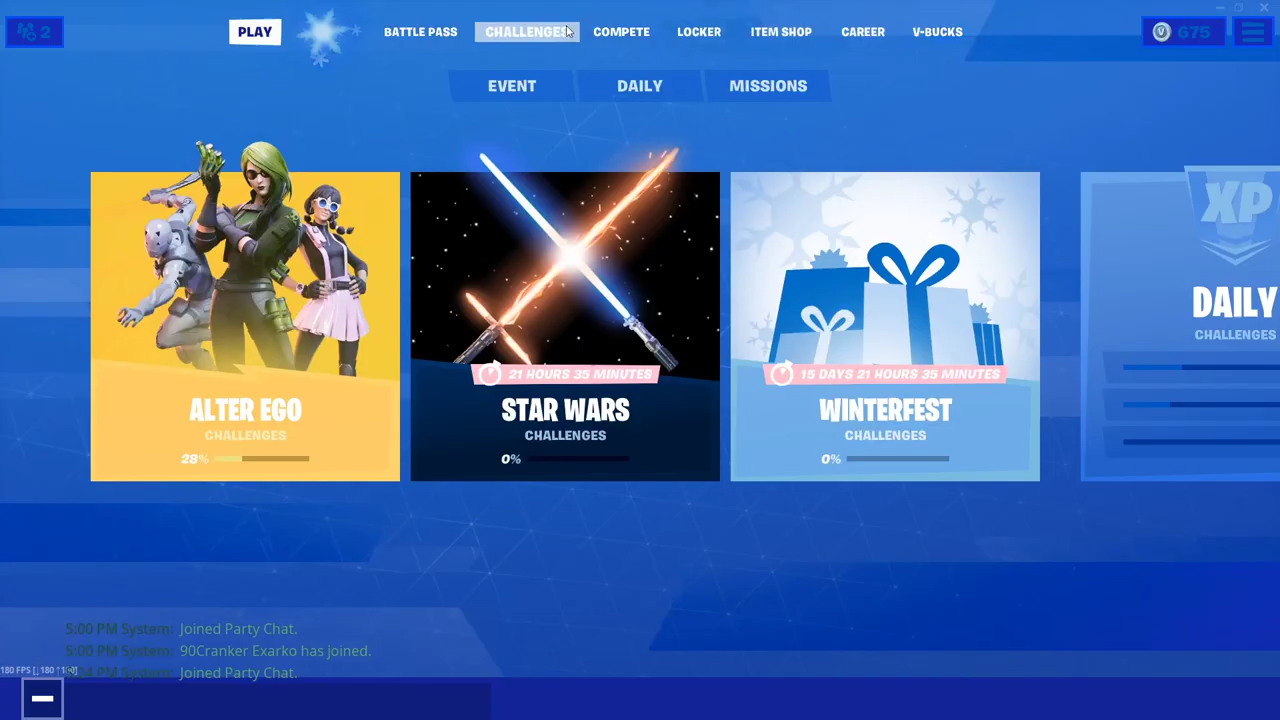 2
PLAY
BATTLE PASS
CHALLENGES
COMPETE
LOCKER
ITEM SHOP
CAREER
V-BUCKS
675
EVENT
DAILY
MISSIONS
ALTER EGO
CHALLENGES
28%
21 HOURS 35 MINUTES
STAR WARS
CHALLENGES
0%
15 DAYS 21 HOURS 35 MINUTES
WINTERFEST
CHALLENGES
0%
XP
DAILY
CHALLENGES
5:00 PM System: Joined Party Chat.
5:00 PM System: 90Cranker Exarko has joined.
PM System: Joined Party Chat.
180 FPS